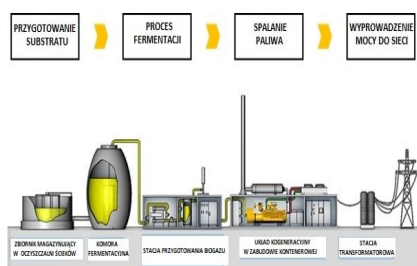 PRZYGOTOWANIE
SUBSTRATU
PROCES
FERMENTACJI
SPALANIE
PALIWA
WYPROWADZENIE
MOCY DO SIECI
ZBIORNIK MAGAZYNUJĄCY
W OCZYSZCZALNI ŚCIEKÓW
KOMORA
FERMENTACYJNA
STACJA PRZYGOTOWANIA BIOGAZU
UKŁAD KOGENERACYJNY
W ZABUDOWIE KONTENEROWEJ
STACJA
TRANSFORMATOROWA